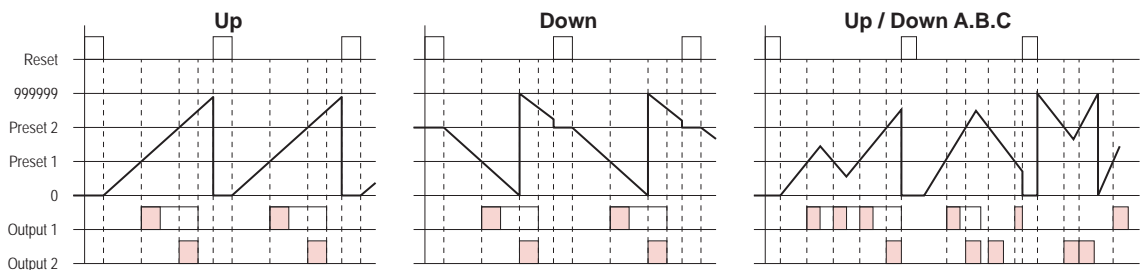 Up
Down
Up / Down A.B.C
Reset
999999
Preset 2
Preset 1
0
Output 1
Output 2